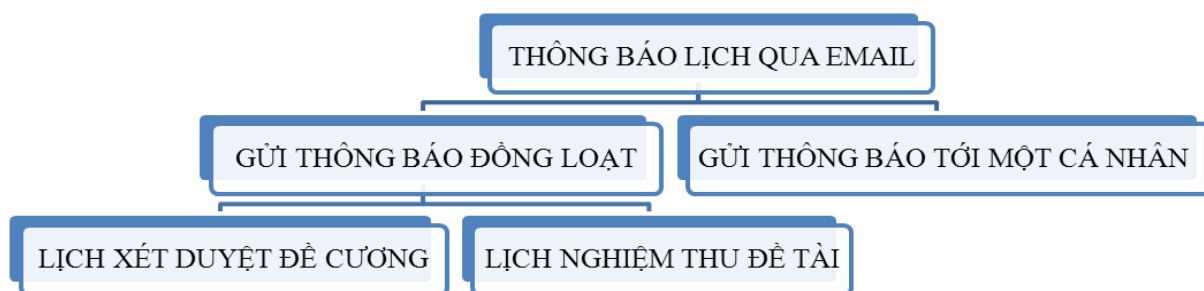 THÔNG BÁO LỊCH QUA EMAIL
GỬI THÔNG BÁO ĐỒNG LOẠT
GỬI THÔNG BÁO TỚI MỘT CÁ NHÂN
LỊCH XÉT DUYỆT ĐỀ CƯƠNG
LỊCH NGHIỆM THU ĐỀ TÀI